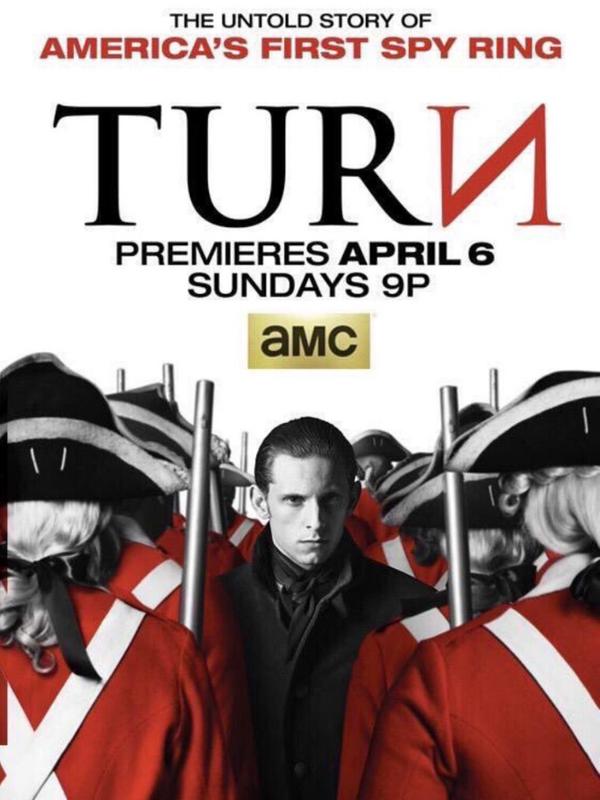 THE UNTOLD STORY OF
AMERICA'S FIRST SPY RING
TURN
PREMIERES APRIL 6
SUNDAYS 9P
aMC